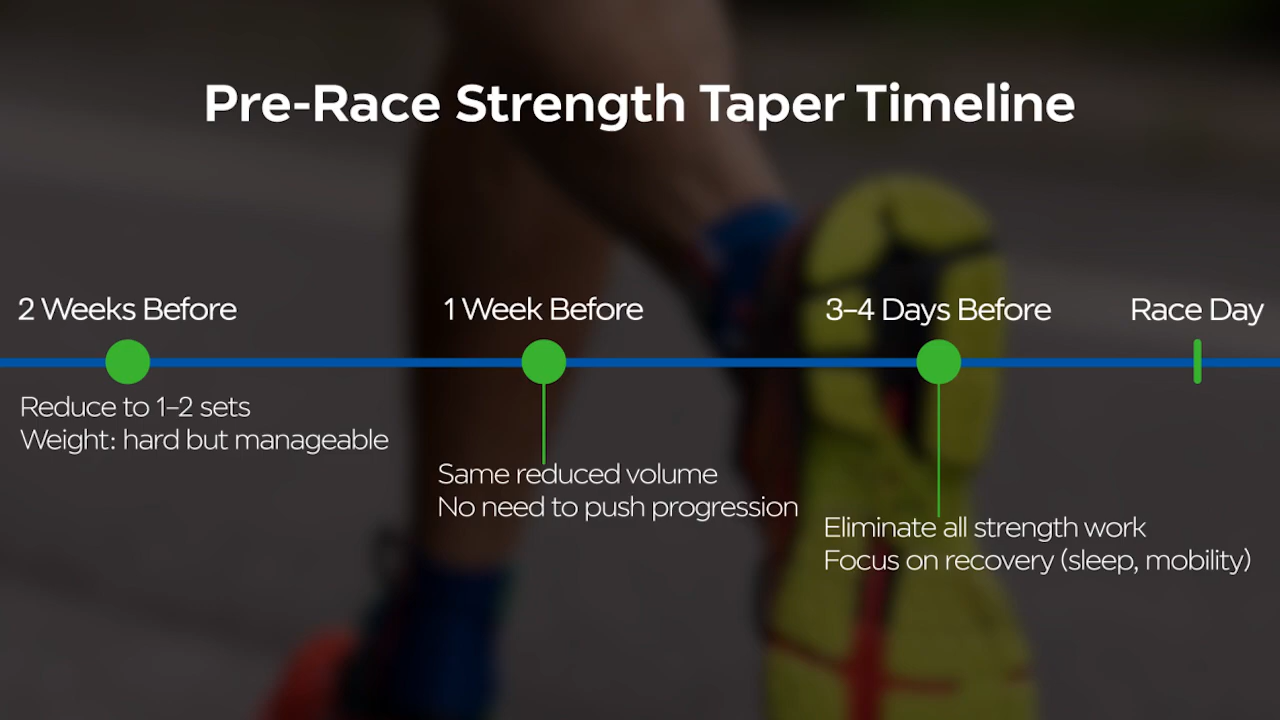 Pre-Race Strength Taper Timeline
2 Weeks Before
Reduce to 1–2 sets
Weight: hard but manageable
1 Week Before
Same reduced volume
No need to push progression
3–4 Days Before
Eliminate all strength work
Focus on recovery (sleep, mobility)
Race Day